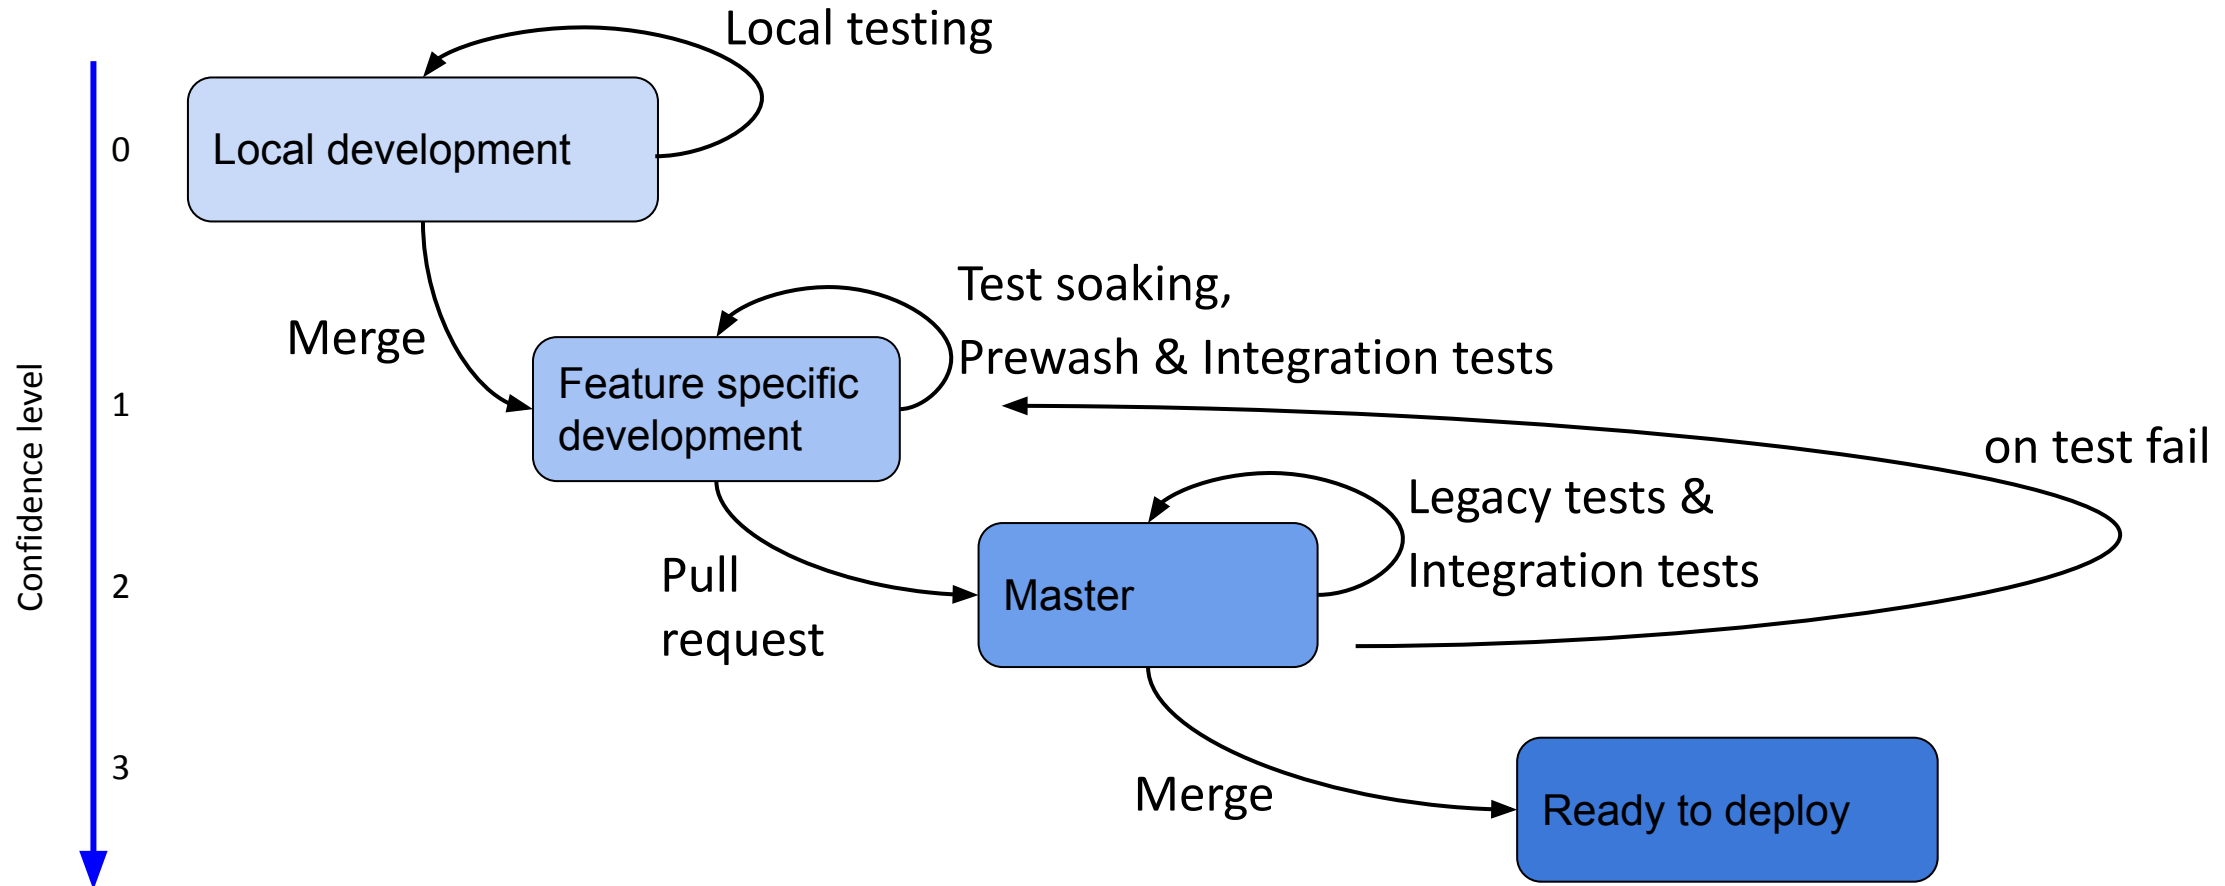 Local testing
0
Local development
Test soaking,
Merge
Prewash & Integration tests
Confidence level
1
Feature specific
development
on test fail
Legacy tests &
Pull
request
2
Master
Integration tests
3
Merge
Ready to deploy